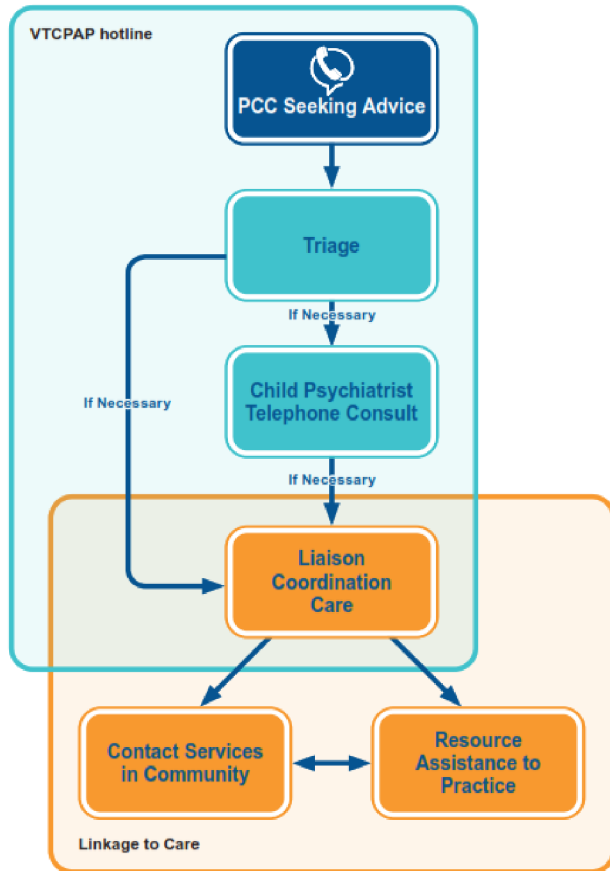 VTCPAP hotline
PCC Seeking Advice
Triage
If Necessary
If Necessary
Child Psychiatrist
Telephone Consult
If Necessary
Liaison
Coordination
Care
Contact Services
in Community
Resource
Assistance to
Practice
Linkage to Care